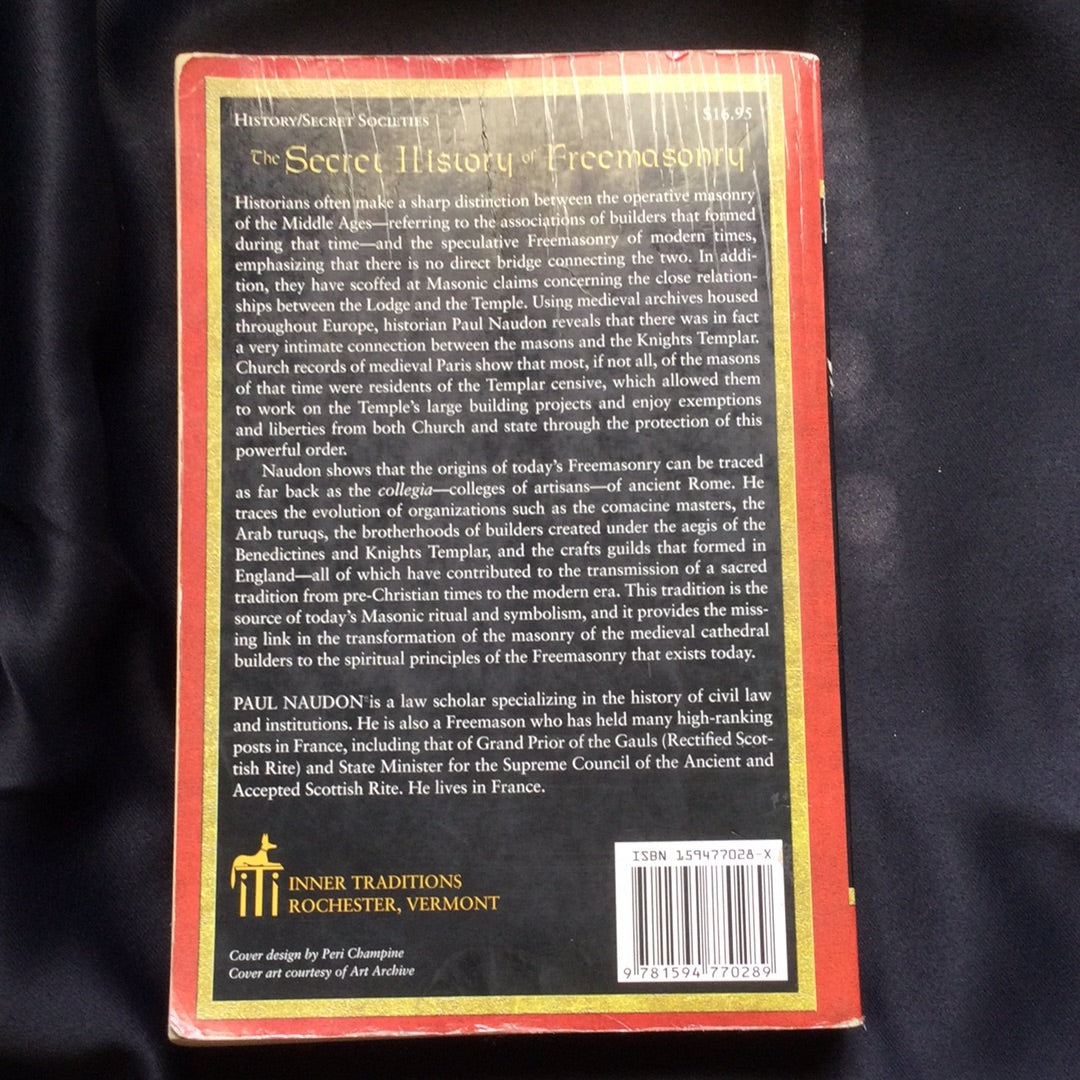 HISTORY/SECRET SOCIETIES
$16.95
The Secret History of Freemasonry
Historians often make a sharp distinction between the operative masonry
of the Middle Ages—referring to the associations of builders that formed
during that time—and the speculative Freemasonry of modern times,
emphasizing that there is no direct bridge connecting the two. In addi-
tion, they have scoffed at Masonic claims concerning the close relation-
ships between the Lodge and the Temple. Using medieval archives housed
throughout Europe, historian Paul Naudon reveals that there was in fact
a very intimate connection between the masons and the Knights Templar.
Church records of medieval Paris show that most, if not all, of the masons
of that time were residents of the Templar censive, which allowed them
to work on the Temple's large building projects and enjoy exemptions
and liberties from both Church and state through the protection of this
powerful order.
Naudon shows that the origins of today's Freemasonry can be traced
as far back as the collegia—colleges of artisans—of ancient Rome. He
traces the evolution of organizations such as the comacine masters, the
Arab turuqs, the brotherhoods of builders created under the aegis of the
Benedictines and Knights Templar, and the crafts guilds that formed in
England—all of which have contributed to the transmission of a sacred
tradition from pre-Christian times to the modern era. This tradition is the
source of today's Masonic ritual and symbolism, and it provides the miss-
ing link in the transformation of the masonry of the medieval cathedral
builders to the spiritual principles of the Freemasonry that exists today.
PAUL NAUDON is a law scholar specializing in the history of civil law
and institutions. He is also a Freemason who has held many high-ranking
posts in France, including that of Grand Prior of the Gauls (Rectified Scot-
tish Rite) and State Minister for the Supreme Council of the Ancient and
Accepted Scottish Rite. He lives in France.
iTi
INNER TRADITIONS
ROCHESTER, VERMONT
Cover design by Peri Champine
Cover art courtesy of Art Archive
ISBN 159477028-X
9 781594 770289